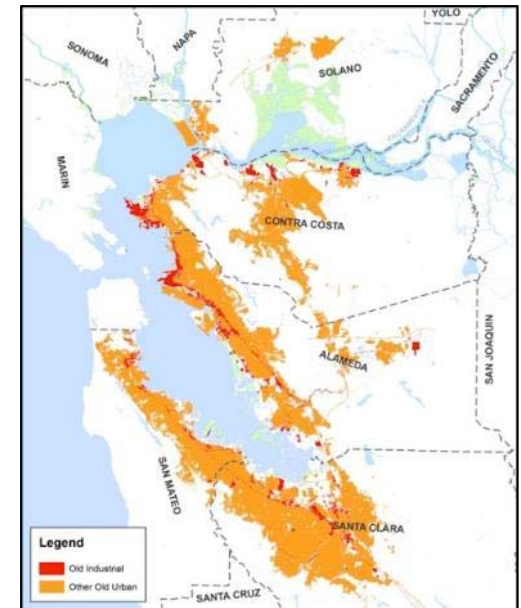 YOLO
NAPA
SONOMA
SOLANO
SACRAMENTO
MARIN
CONTRA COSTA
ALAMEDA
SAN JOAQUIN
SAN MATEO
SANTA CLARA
SANTA CRUZ
Legend
Old Industrial
Other Old Urban